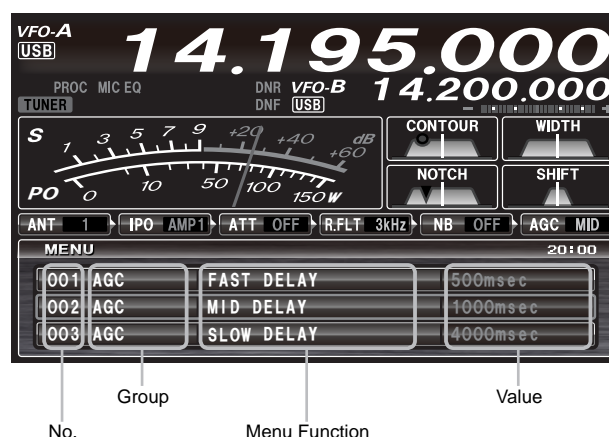 VFO-A 14.195.000
USB
PROC MIC EQ DNR VFO-B 14.200.000
TUNER DNF USB
S 1 3 5 7 9 +20 +40 +60 dB
PO 0 10 50 100 150 W
CONTOUR WIDTH
NOTCH SHIFT
ANT 1 IPO AMP1 ATT OFF R.FLT 3kHz NB OFF AGC MID
MENU 20:00
001 AGC FAST DELAY 500msec
002 AGC MID DELAY 1000msec
003 AGC SLOW DELAY 4000msec
Group Value
No. Menu Function